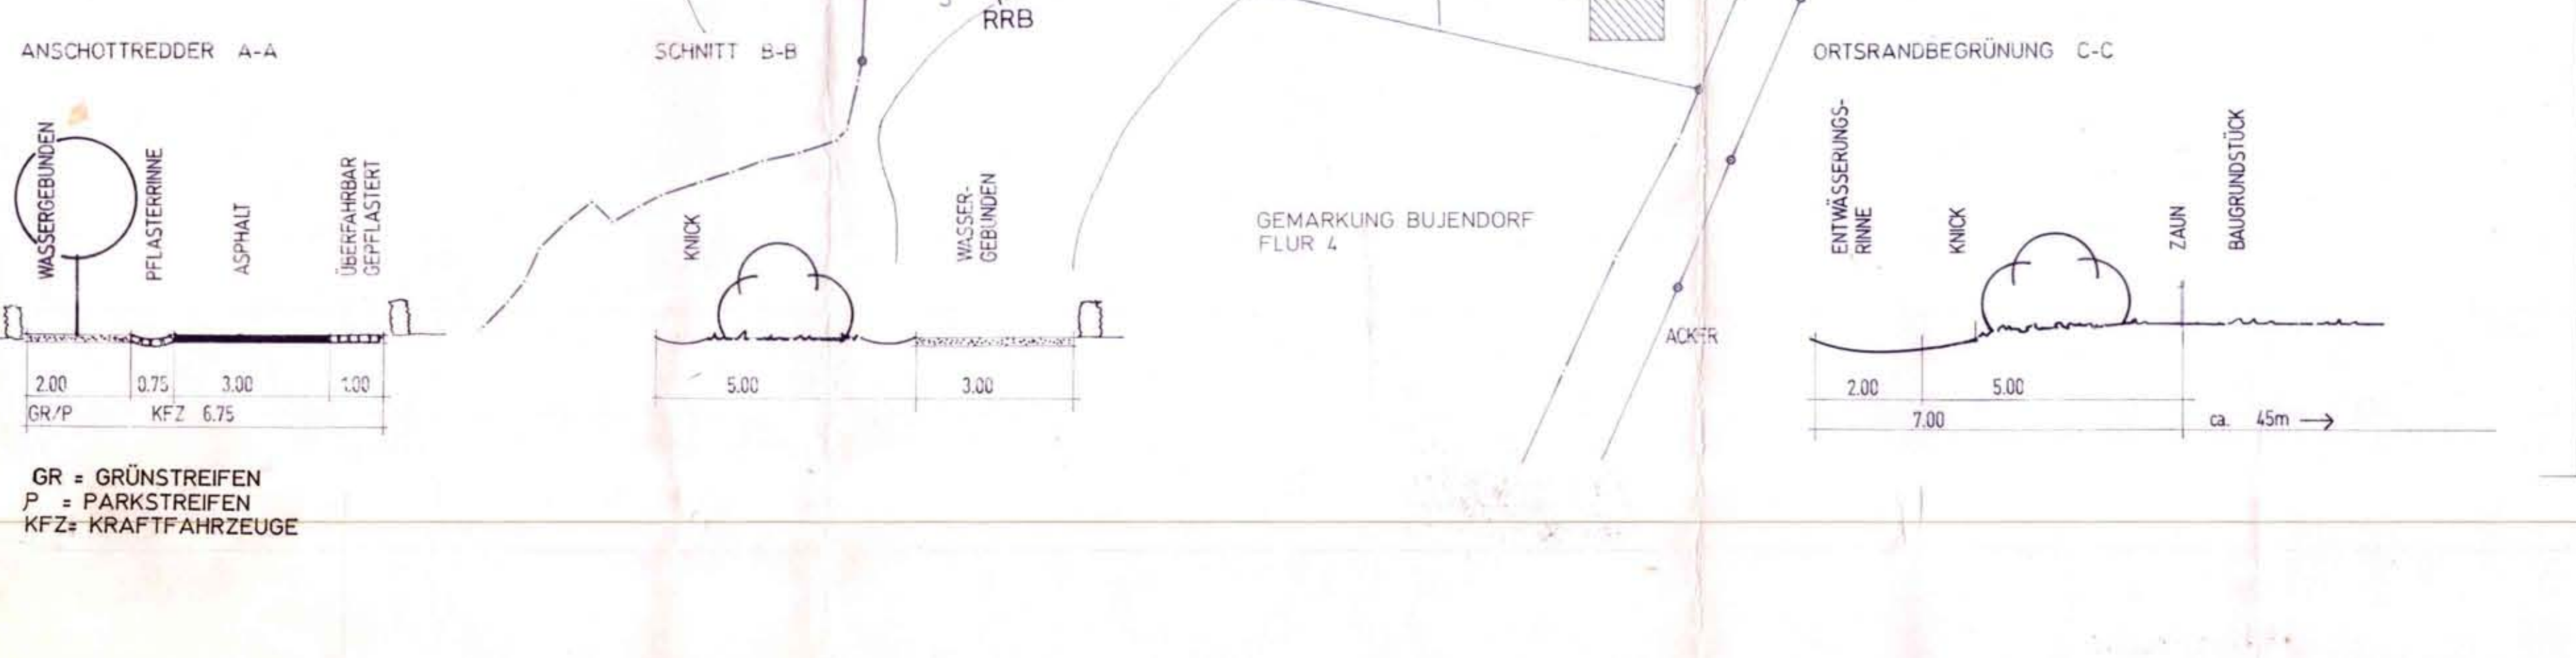 RRB
ANSCHOTTREDDER A-A
WASSERGEBUNDEN
PFLASTERRINNE
ASPHALT
ÜBERFAHRBAR
GEPFLASTERT
2.00 0.75 3.00 1.00
GR/P KFZ 6.75
GR = GRÜNSTREIFEN
P = PARKSTREIFEN
KFZ= KRAFTFAHRZEUGE
SCHNITT B-B
KNICK
WASSER-
GEBUNDEN
5.00 3.00
GEMARKUNG BUJENDORF
FLUR 4
ACKER
ORTSRANDBEGRÜNUNG C-C
ENTWÄSSERUNGS-
RINNE
KNICK
ZAUN
BAUGRUNDSTÜCK
2.00 5.00
7.00 ca. 45m →